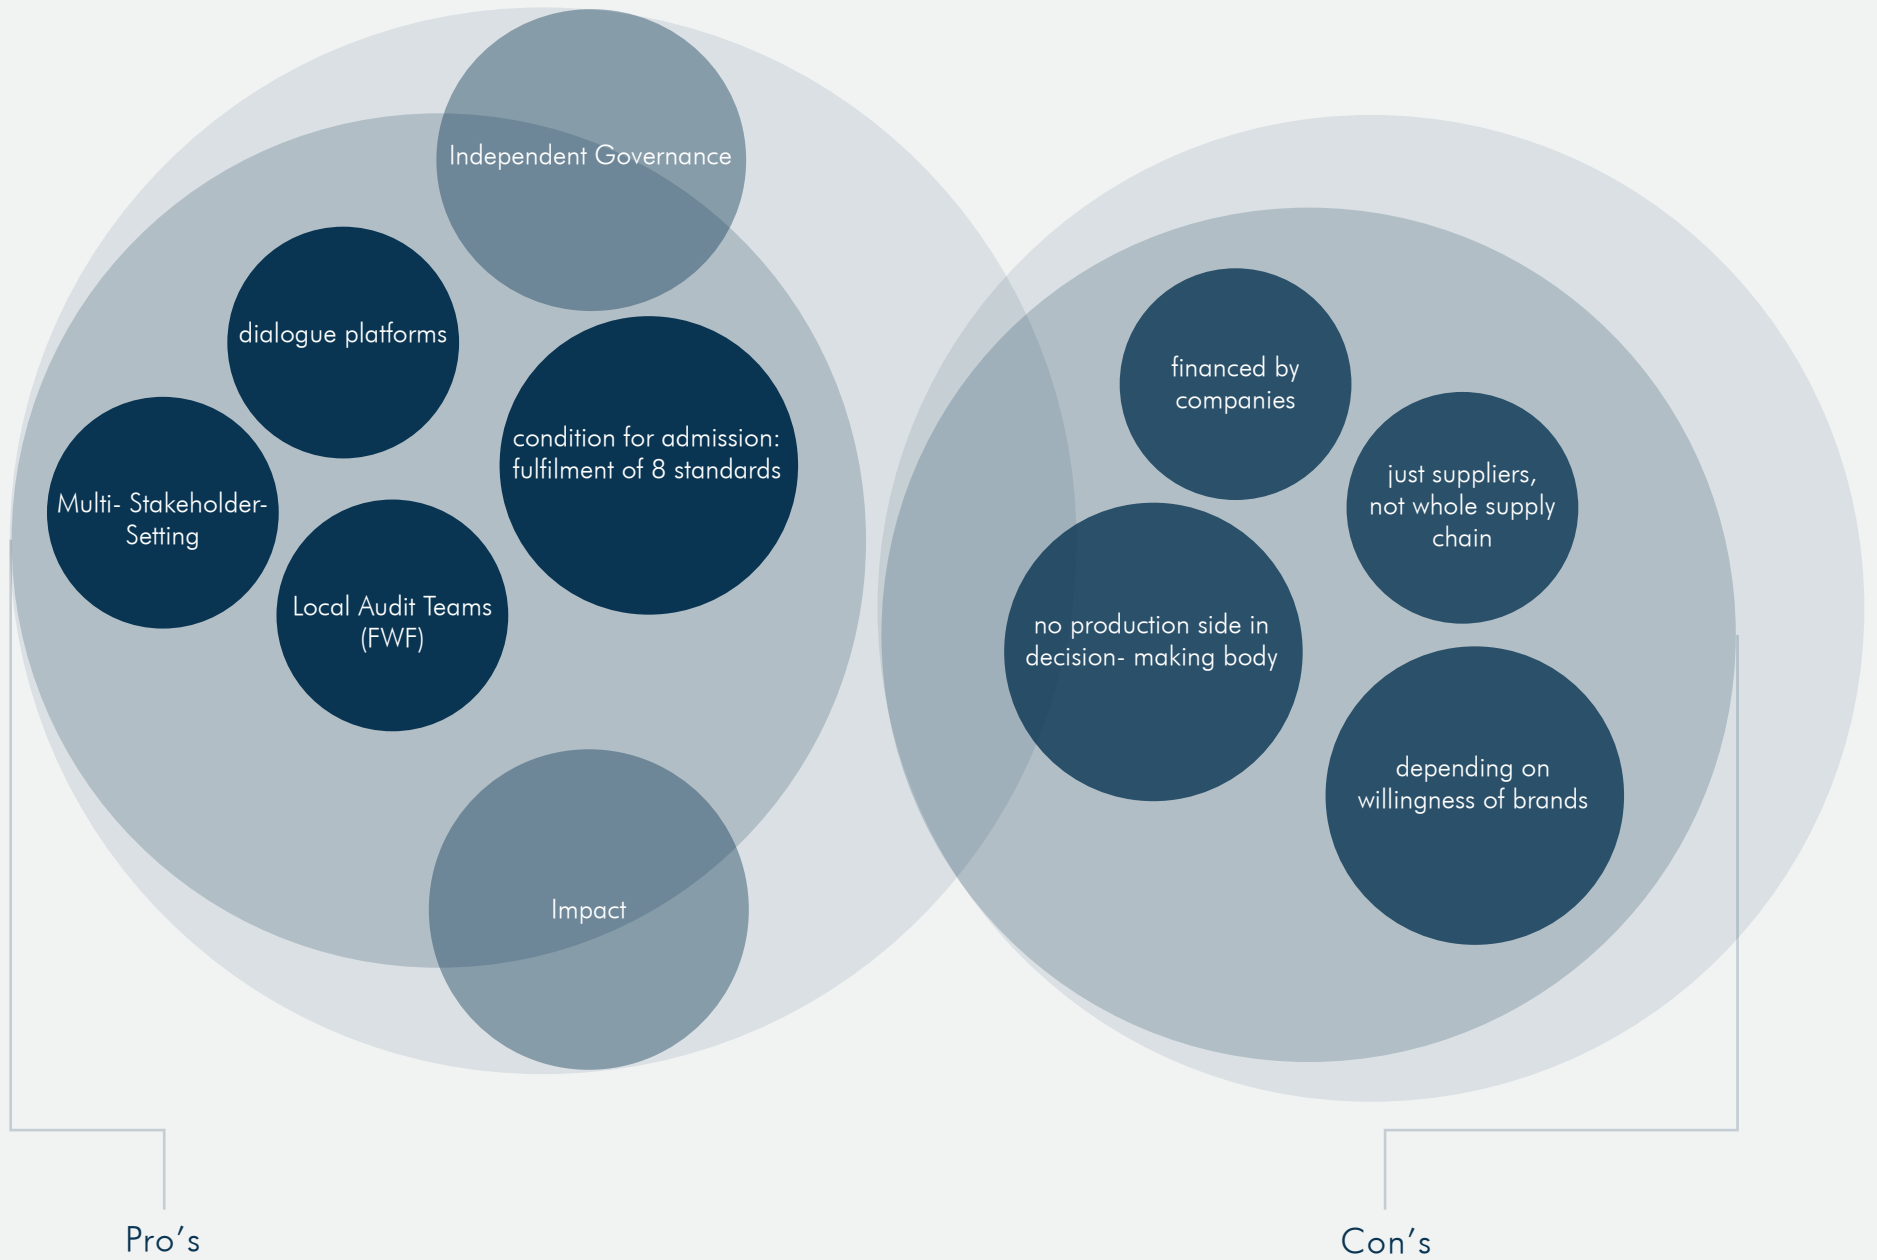 Independent Governance
dialogue platforms
condition for admission:
fulfilment of 8 standards
Multi- Stakeholder-
Setting
Local Audit Teams
(FWF)
Impact
financed by
companies
just suppliers,
not whole supply
chain
no production side in
decision- making body
depending on
willingness of brands
Pro's
Con's